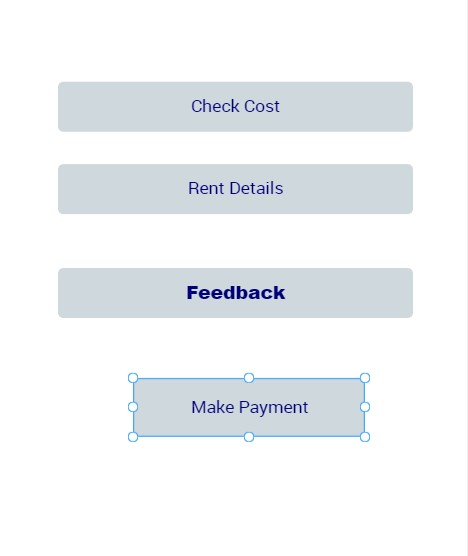 Check Cost
Rent Details
Feedback
Make Payment